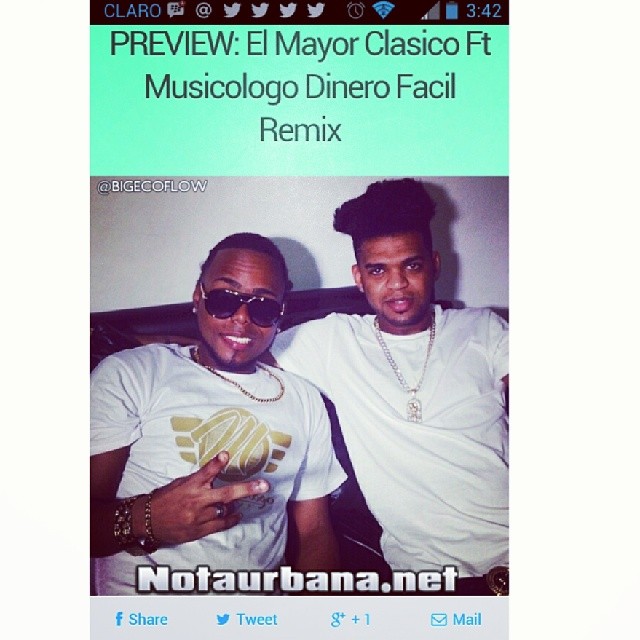 CLARO 3:42
PREVIEW: El Mayor Clasico Ft
Musicologo Dinero Facil
Remix
@BIGECOFLOW
Notaurbana.net
Share Tweet +1 Mail